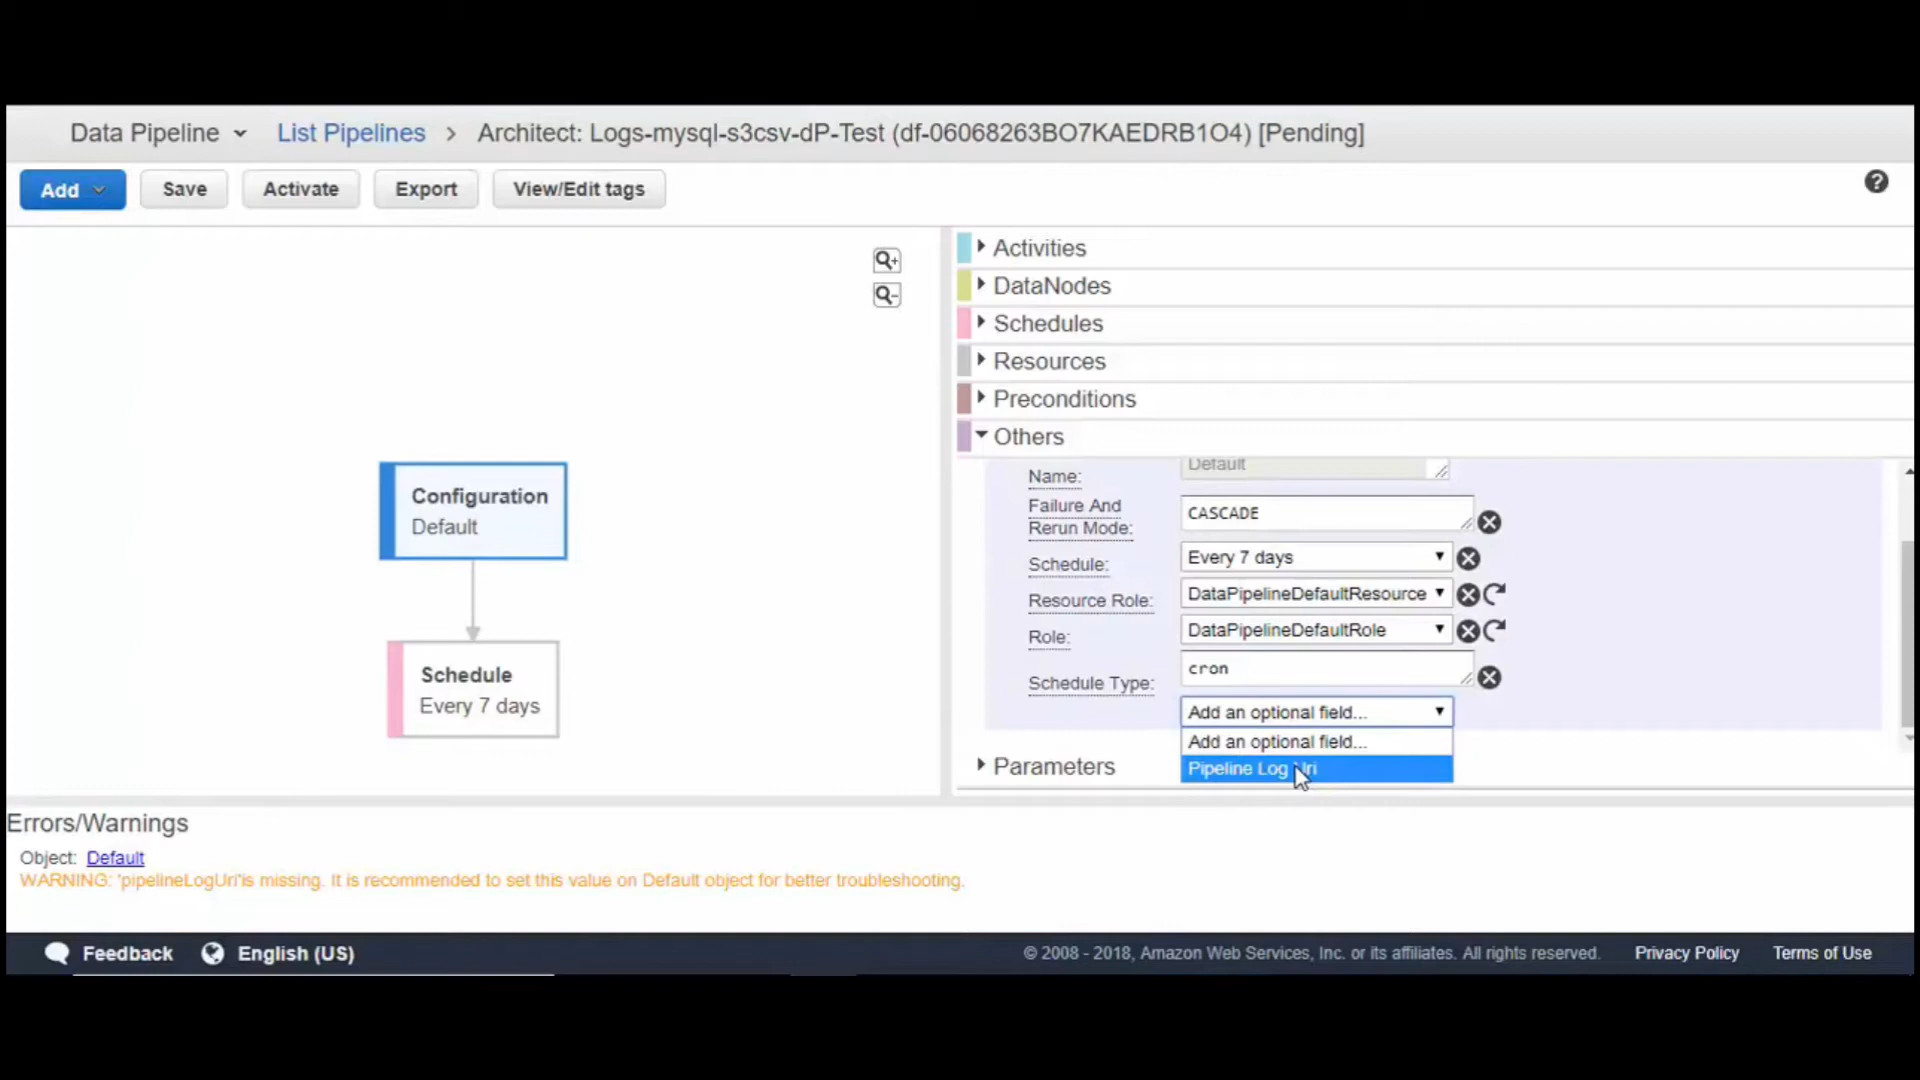 Data Pipeline List Pipelines > Architect: Logs-mysql-s3csv-dP-Test (df-06068263BO7KAEDRB1O4) [Pending]
Add Save Activate Export View/Edit tags
Activities
DataNodes
Schedules
Resources
Preconditions
Others
Name: Default
Failure And
Rerun Mode: CASCADE
Schedule: Every 7 days
Resource Role: DataPipelineDefaultResource
Role: DataPipelineDefaultRole
Schedule Type: cron
Add an optional field...
Add an optional field...
Pipeline Log Uri
Parameters
Configuration
Default
Schedule
Every 7 days
Errors/Warnings
Object: Default
WARNING: 'pipelineLogUri'is missing. It is recommended to set this value on Default object for better troubleshooting.
Feedback English (US) © 2008 - 2018, Amazon Web Services, Inc. or its affiliates. All rights reserved. Privacy Policy Terms of Use